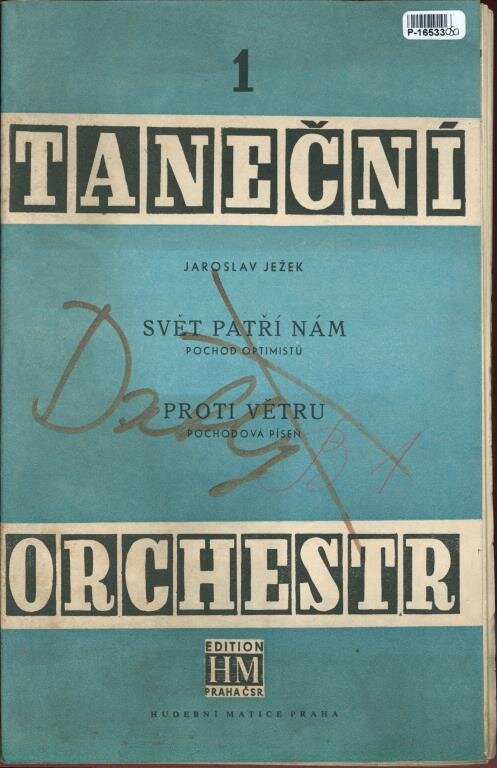 1
TANEČNÍ
JAROSLAV JEŽEK
SVĚT PATŘÍ NÁM
POCHOD OPTIMISTŮ
PROTI VĚTRU
POCHODOVÁ PÍSEŇ
B 1
ORCHESTR
EDITION
HM
PRAHA ČSR
HUDEBNÍ MATICE PRAHA